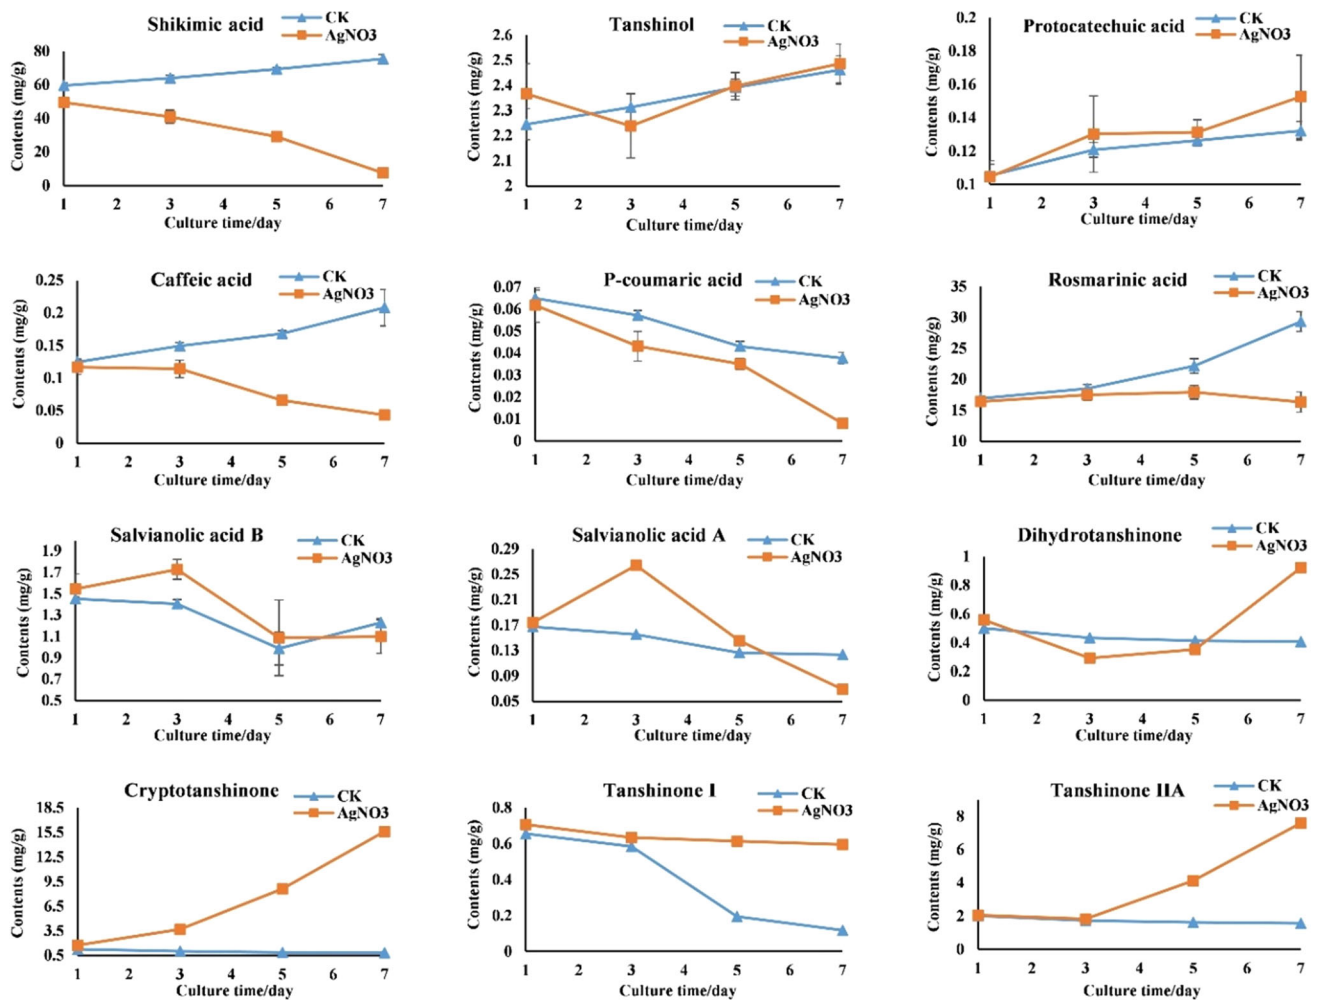 Shikimic acid
CK
AgNO3
Contents (mg/g)
80
60
40
20
0
1 2 3 4 5 6 7
Culture time/day
Tanshinol
CK
AgNO3
Contents (mg/g)
2.6
2.5
2.4
2.3
2.2
2.1
2
1 2 3 4 5 6 7
Culture time/day
Protocatechuic acid
CK
AgNO3
Contents (mg/g)
0.2
0.18
0.16
0.14
0.12
0.1
1 2 3 4 5 6 7
Culture time/day
Caffeic acid
CK
AgNO3
Contents (mg/g)
0.25
0.2
0.15
0.1
0.05
0
1 2 3 4 5 6 7
Culture time/day
P-coumaric acid
CK
AgNO3
Contents (mg/g)
0.07
0.06
0.04
0.03
0.01
0.01
0
1 2 3 4 5 6 7
Culture time/day
Rosmarinic acid
CK
AgNO3
Contents (mg/g)
35
30
25
20
15
10
1 2 3 4 5 6 7
Culture time/day
Salvianolic acid B
CK
AgNO3
Contents (mg/g)
1.9
1.7
1.5
1.3
1.1
0.9
0.7
0.5
1 2 3 4 5 6 7
Culture time/day
Salvianolic acid A
CK
AgNO3
Contents (mg/g)
0.29
0.25
0.21
0.17
0.13
0.09
0.05
1 2 3 4 5 6 7
Culture time/day
Dihydrotanshinone
CK
AgNO3
Contents (mg/g)
1
0.8
0.6
0.4
0.2
0
1 2 3 4 5 6 7
Culture time/day
Cryptotanshinone
CK
AgNO3
Contents (mg/g)
18.5
15.5
12.5
9.5
6.5
3.5
0.5
1 2 3 4 5 6 7
Culture time/day
Tanshinone I
CK
AgNO3
Contents (mg/g)
0.8
0.6
0.4
0.2
0
1 2 3 4 5 6 7
Culture time/day
Tanshinone IIA
CK
AgNO3
Contents (mg/g)
8
6
4
2
0
1 2 3 4 5 6 7
Culture time/day